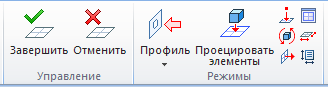 Завершить Отменить
Профиль Проецировать
элементы
Управление Режимы